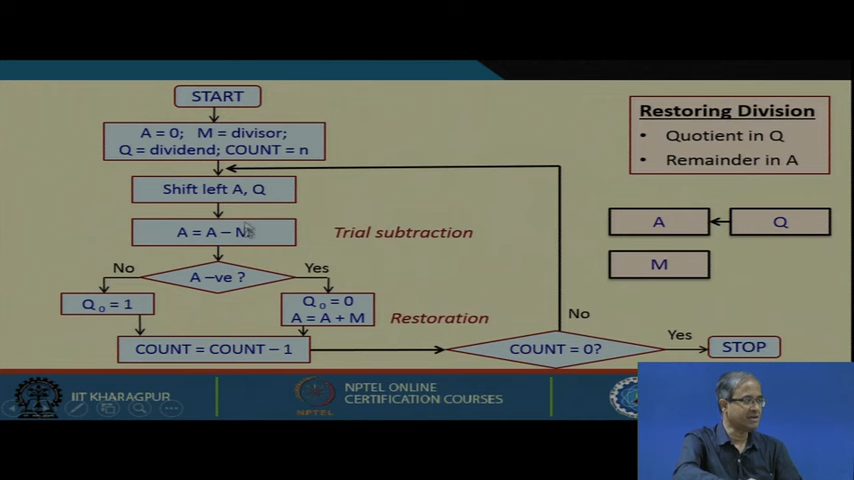 START
A = 0; M = divisor;
Q = dividend; COUNT = n
Shift left A, Q
A = A – M
Trial subtraction
No
A –ve ?
Yes
Q₀ = 1
Q₀ = 0
A = A + M
Restoration
COUNT = COUNT – 1
COUNT = 0?
No
Yes
STOP
Restoring Division
• Quotient in Q
• Remainder in A
A
Q
M
IIT KHARAGPUR
NPTEL
NPTEL ONLINE
CERTIFICATION COURSES